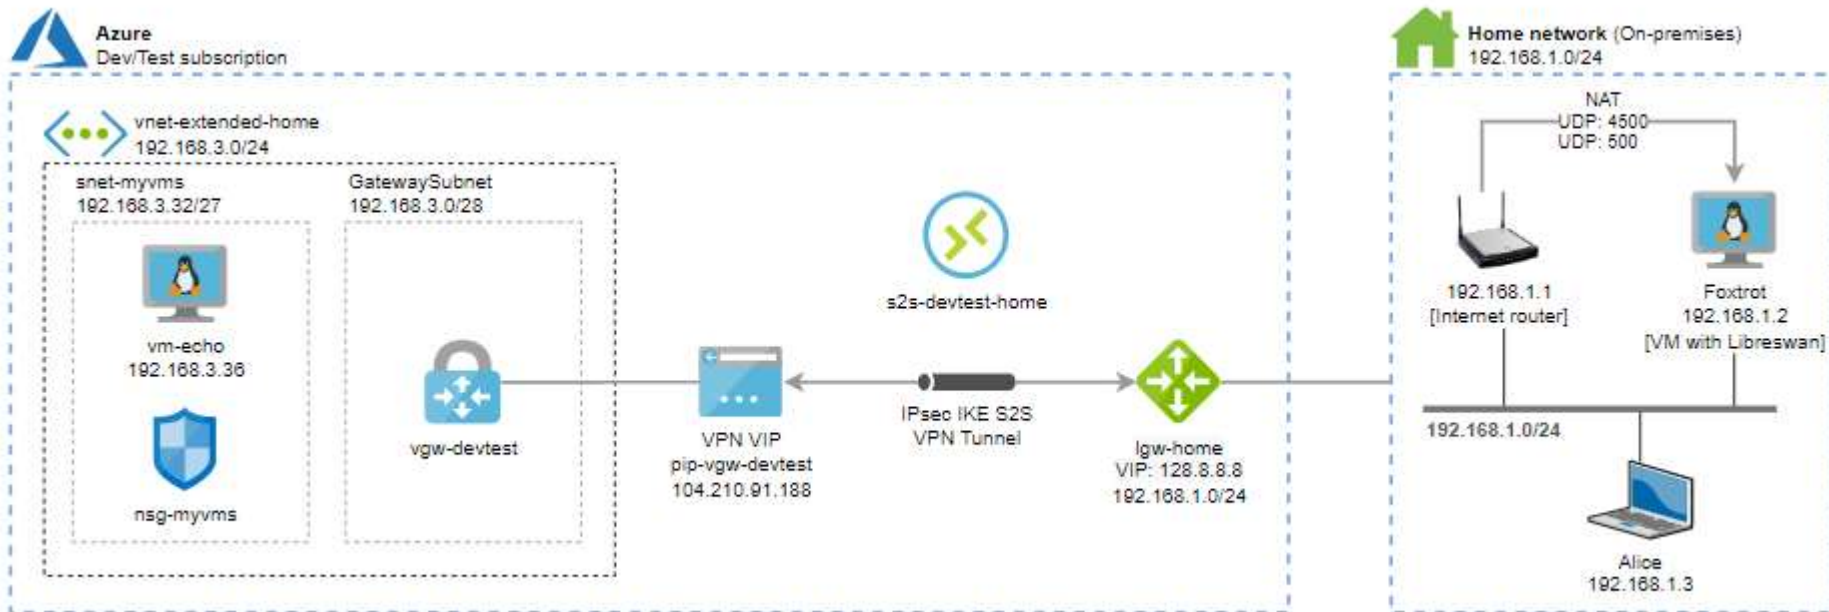 Azure
Dev/Test subscription
vnet-extended-home
192.168.3.0/24
snet-myvms
192.168.3.32/27
vm-echo
192.168.3.36
nsg-myvms
GatewaySubnet
192.168.3.0/28
vgw-devtest
VPN VIP
pip-vgw-devtest
104.210.91.188
s2s-devtest-home
IPsec IKE S2S
VPN Tunnel
lgw-home
VIP: 128.8.8.8
192.168.1.0/24
Home network (On-premises)
192.168.1.0/24
NAT
UDP: 4500
UDP: 500
192.168.1.1
[Internet router]
Foxtrot
192.168.1.2
[VM with Libreswan]
192.168.1.0/24
Alice
192.168.1.3